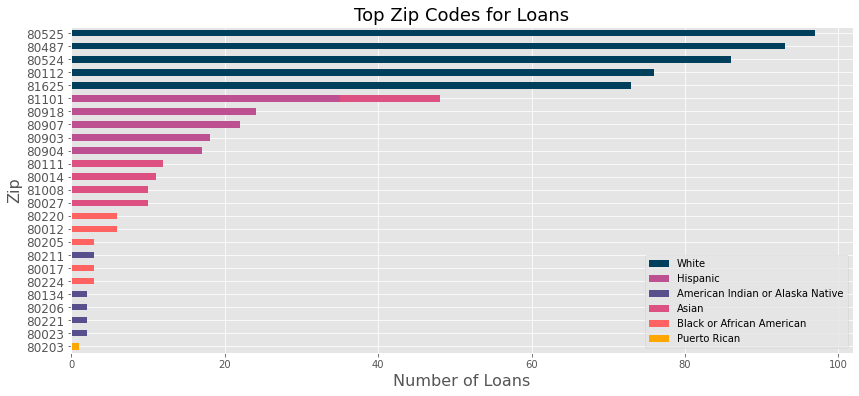 Top Zip Codes for Loans
80525
80487
80524
80112
81625
81101
80918
80907
80903
80904
80111
80014
81008
80027
80220
80012
80205
80211
80017
80224
80134
80206
80221
80023
80203
Zip
White
Hispanic
American Indian or Alaska Native
Asian
Black or African American
Puerto Rican
0 20 40 60 80 100
Number of Loans